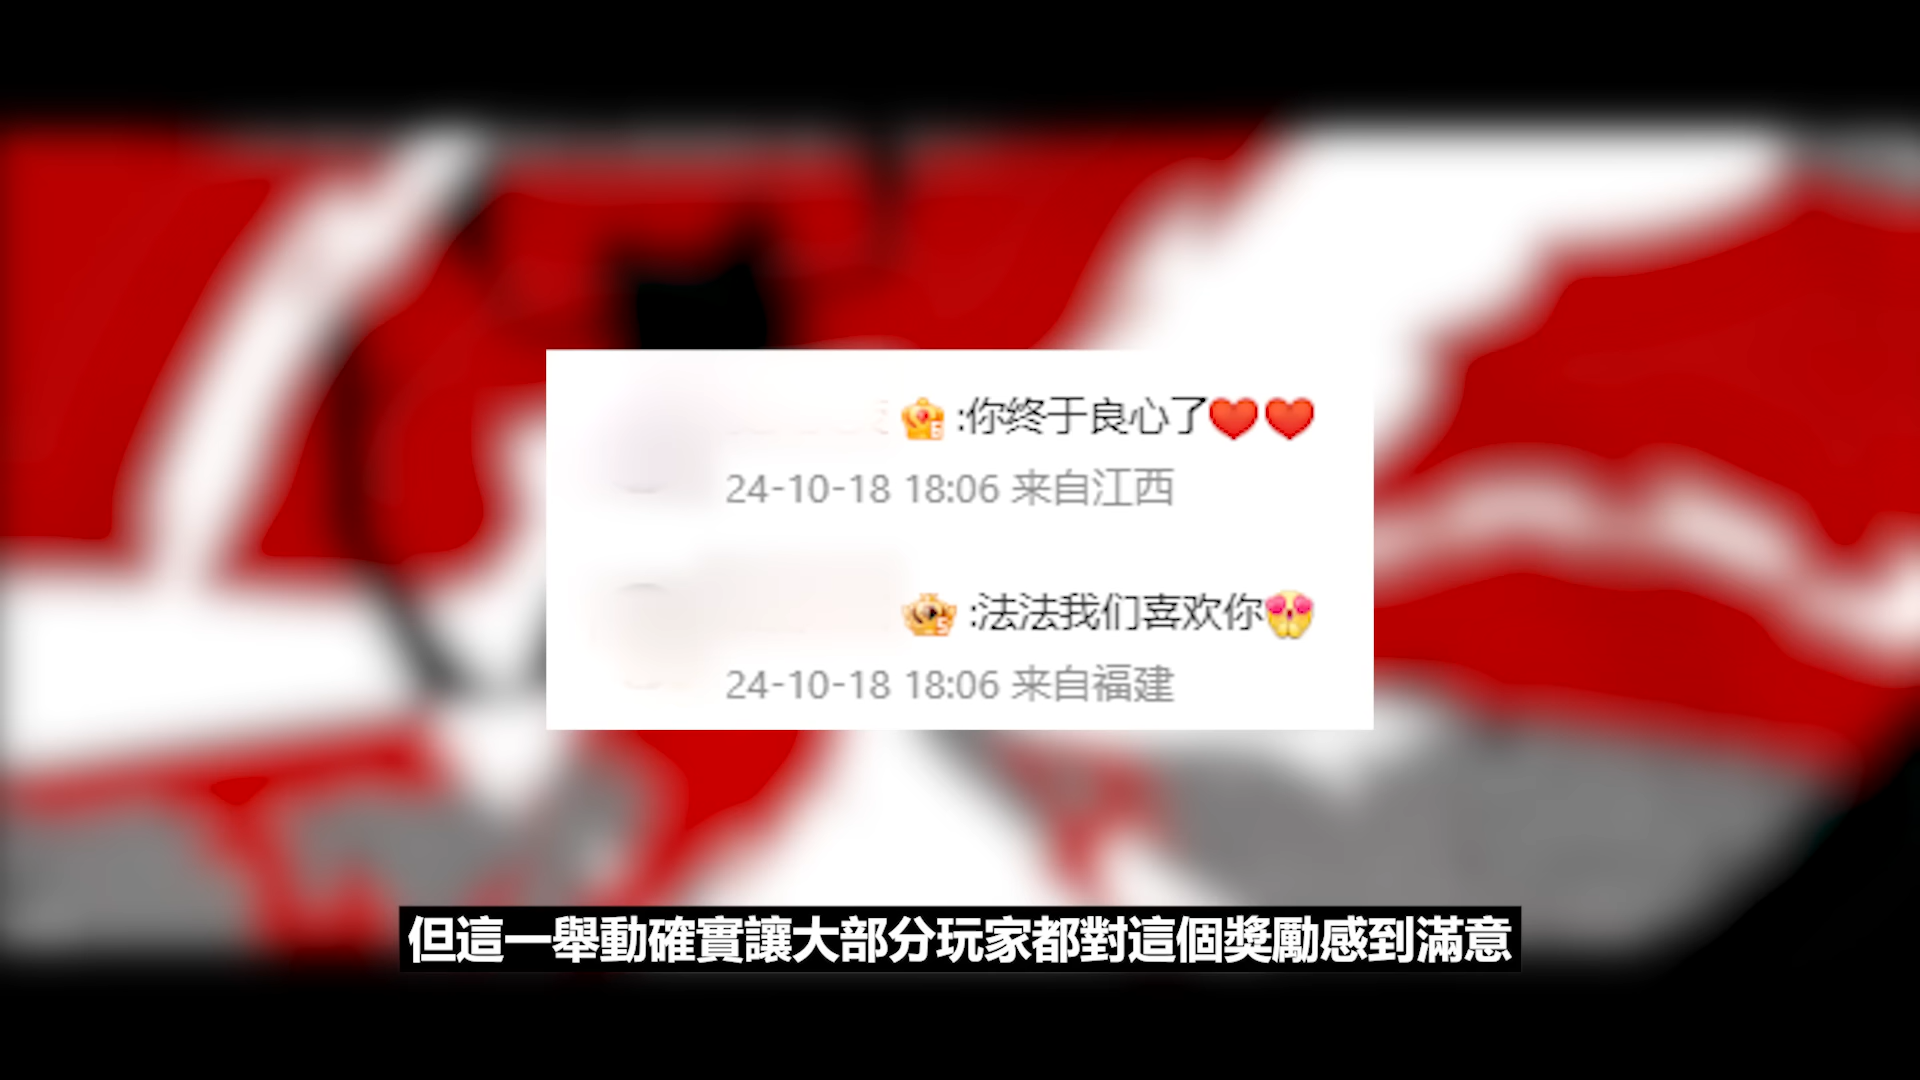 :你终于良心了❤️❤️
24-10-18 18:06 来自江西
:法法我们喜欢你😍
24-10-18 18:06 来自福建
但這一舉動確實讓大部分玩家都對這個獎勵感到滿意